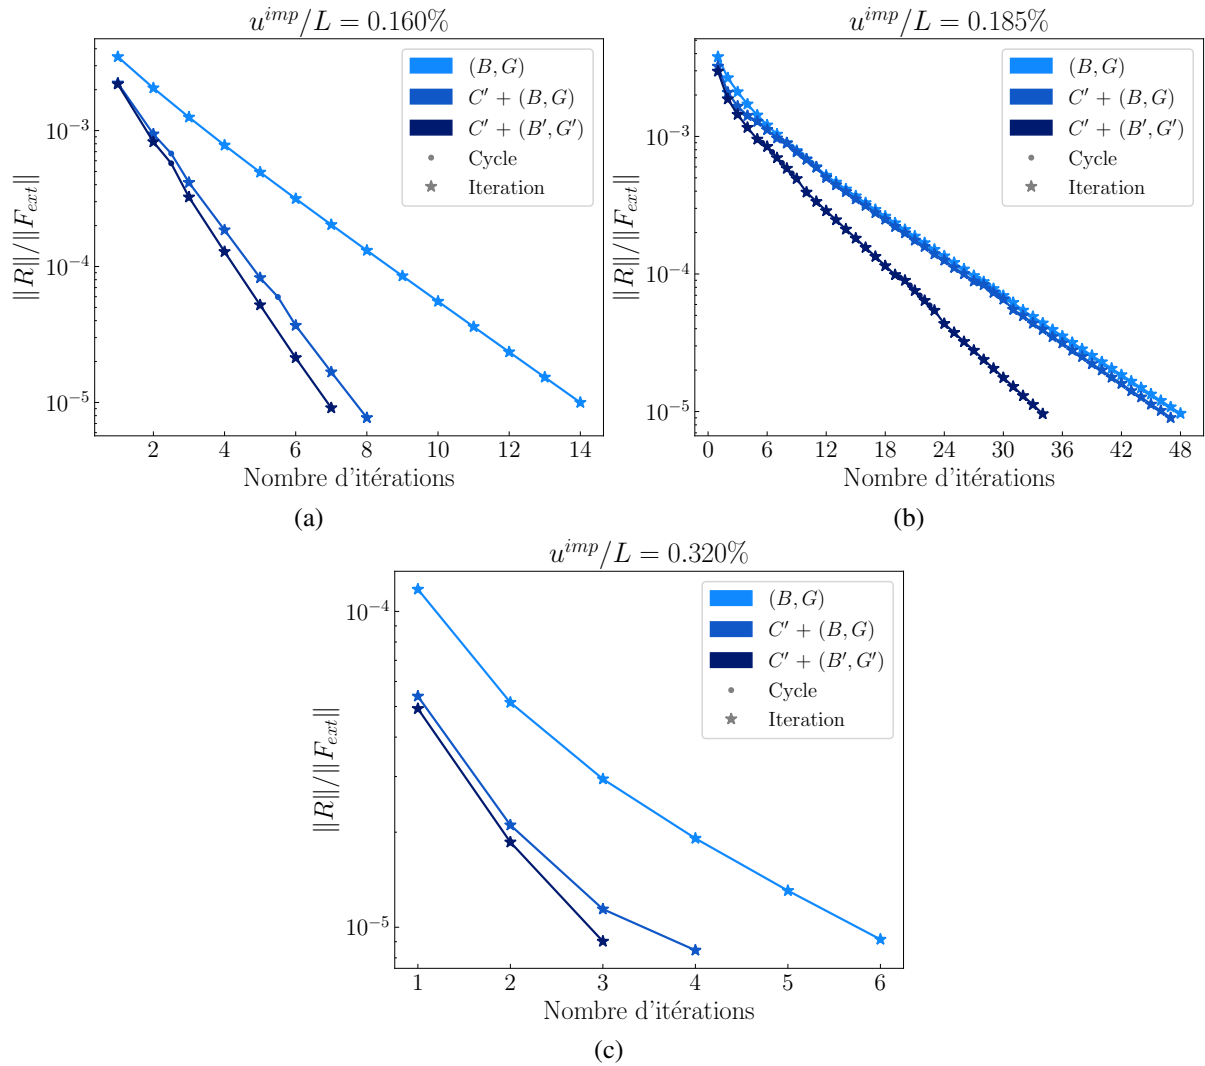 u^{imp}/L = 0.160%
(B, G)
C′ + (B, G)
C′ + (B′, G′)
Cycle
Iteration
10^{-3}
10^{-4}
10^{-5}
||R||/||F_{ext}||
2 4 6 8 10 12 14
Nombre d'itérations
(a)
u^{imp}/L = 0.185%
(B, G)
C′ + (B, G)
C′ + (B′, G′)
Cycle
Iteration
10^{-3}
10^{-4}
10^{-5}
||R||/||F_{ext}||
0 6 12 18 24 30 36 42 48
Nombre d'itérations
(b)
u^{imp}/L = 0.320%
(B, G)
C′ + (B, G)
C′ + (B′, G′)
Cycle
Iteration
10^{-4}
10^{-5}
||R||/||F_{ext}||
1 2 3 4 5 6
Nombre d'itérations
(c)